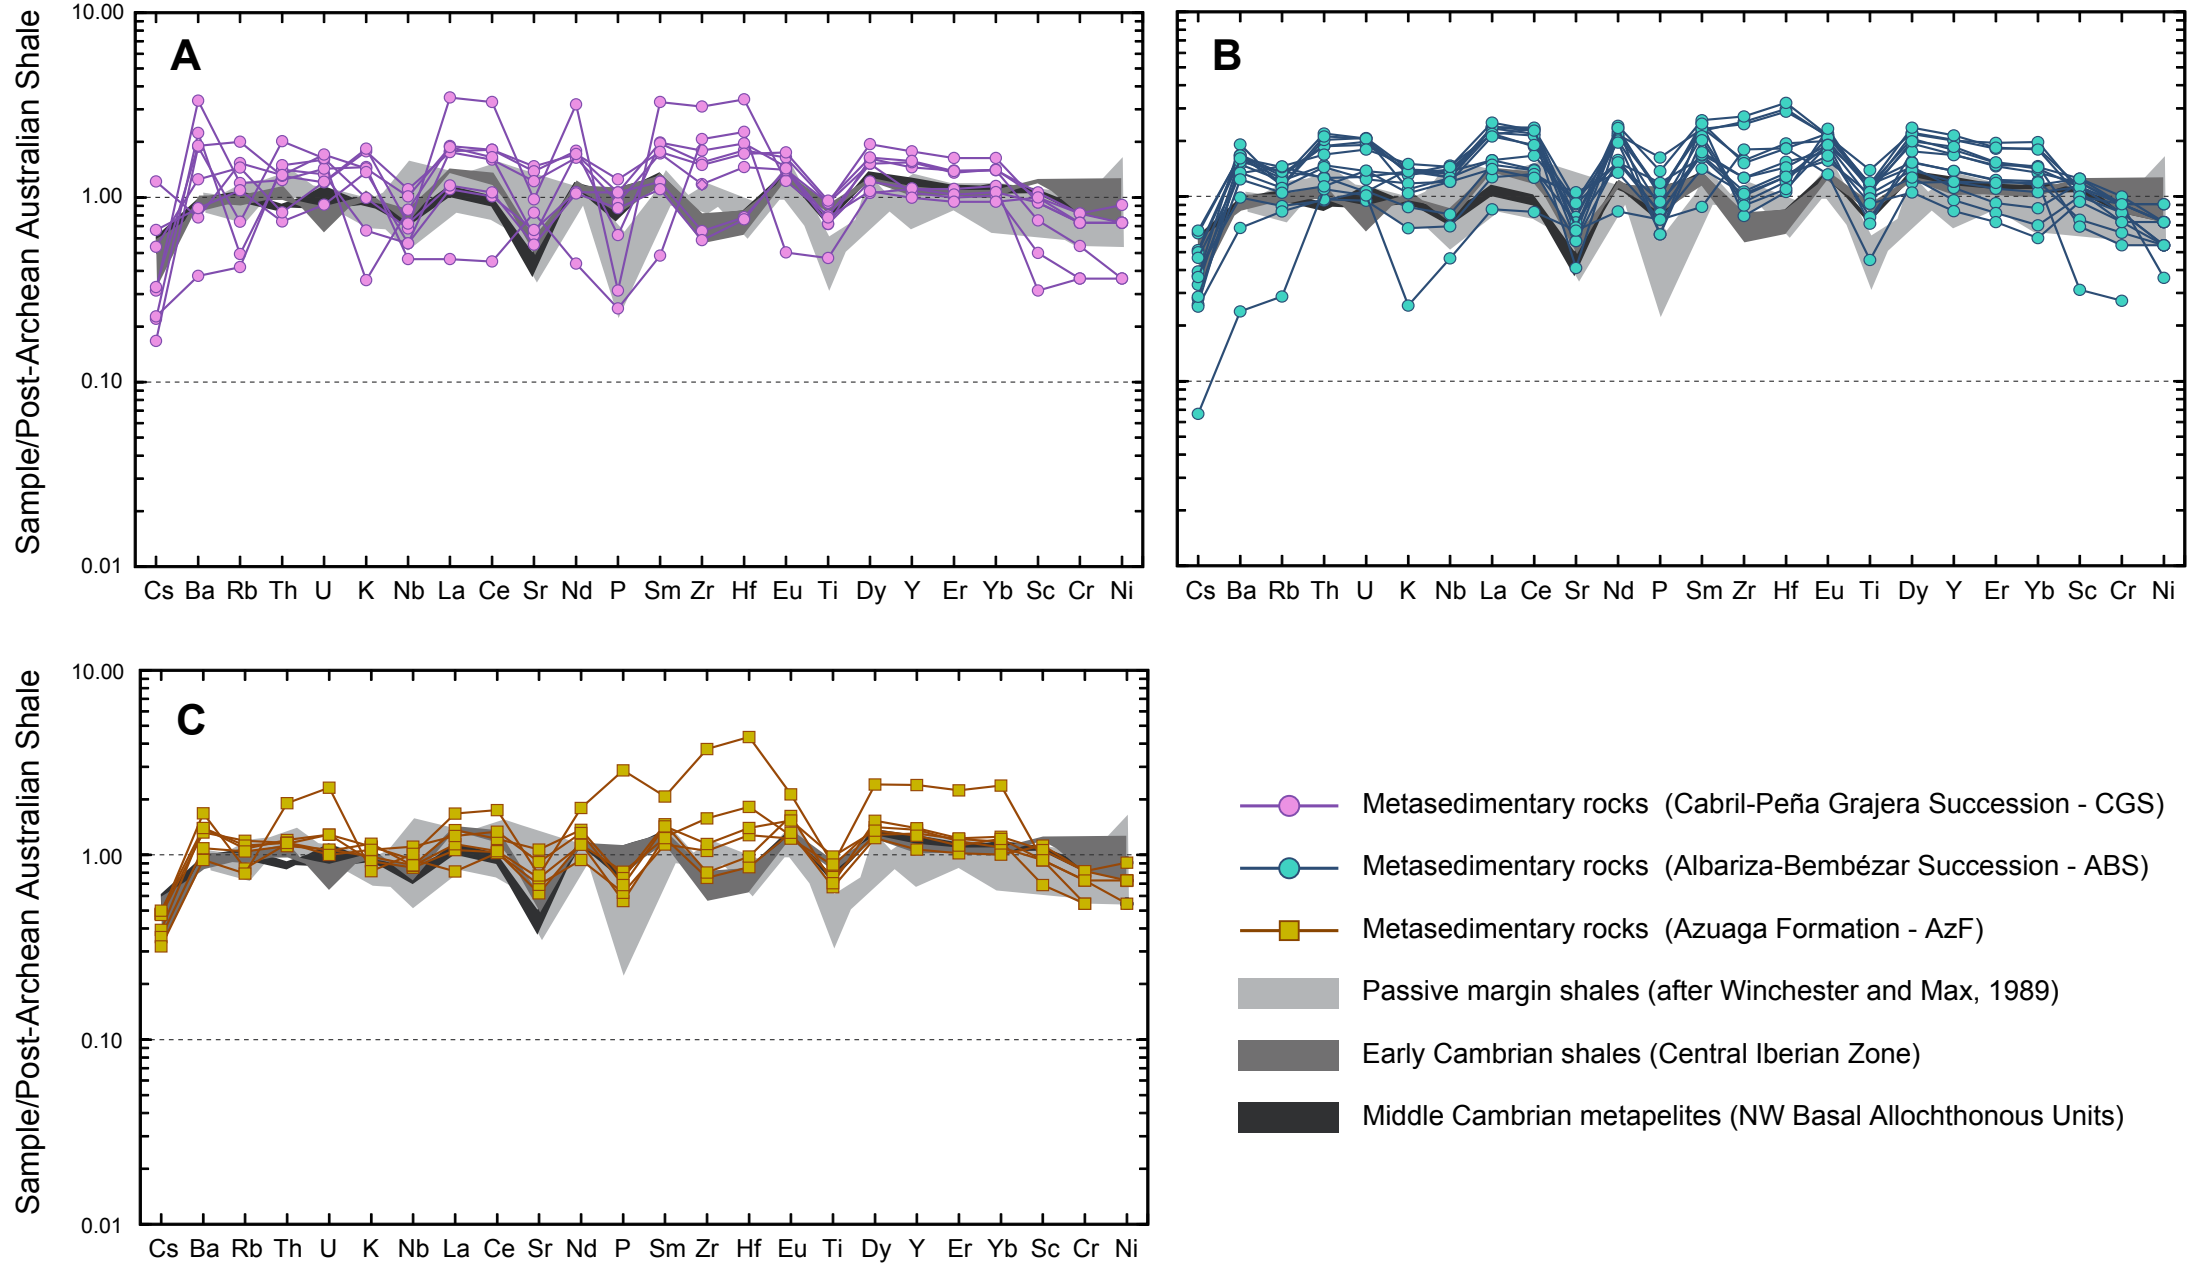 Sample/Post-Archean Australian Shale
10.00
1.00
0.10
0.01
A
Cs Ba Rb Th U K Nb La Ce Sr Nd P Sm Zr Hf Eu Ti Dy Y Er Yb Sc Cr Ni
B
Cs Ba Rb Th U K Nb La Ce Sr Nd P Sm Zr Hf Eu Ti Dy Y Er Yb Sc Cr Ni
Sample/Post-Archean Australian Shale
10.00
1.00
0.10
0.01
C
Cs Ba Rb Th U K Nb La Ce Sr Nd P Sm Zr Hf Eu Ti Dy Y Er Yb Sc Cr Ni
Metasedimentary rocks (Cabril-Peña Grajera Succession - CGS)
Metasedimentary rocks (Albariza-Bembézar Succession - ABS)
Metasedimentary rocks (Azuaga Formation - AzF)
Passive margin shales (after Winchester and Max, 1989)
Early Cambrian shales (Central Iberian Zone)
Middle Cambrian metapelites (NW Basal Allochthonous Units)